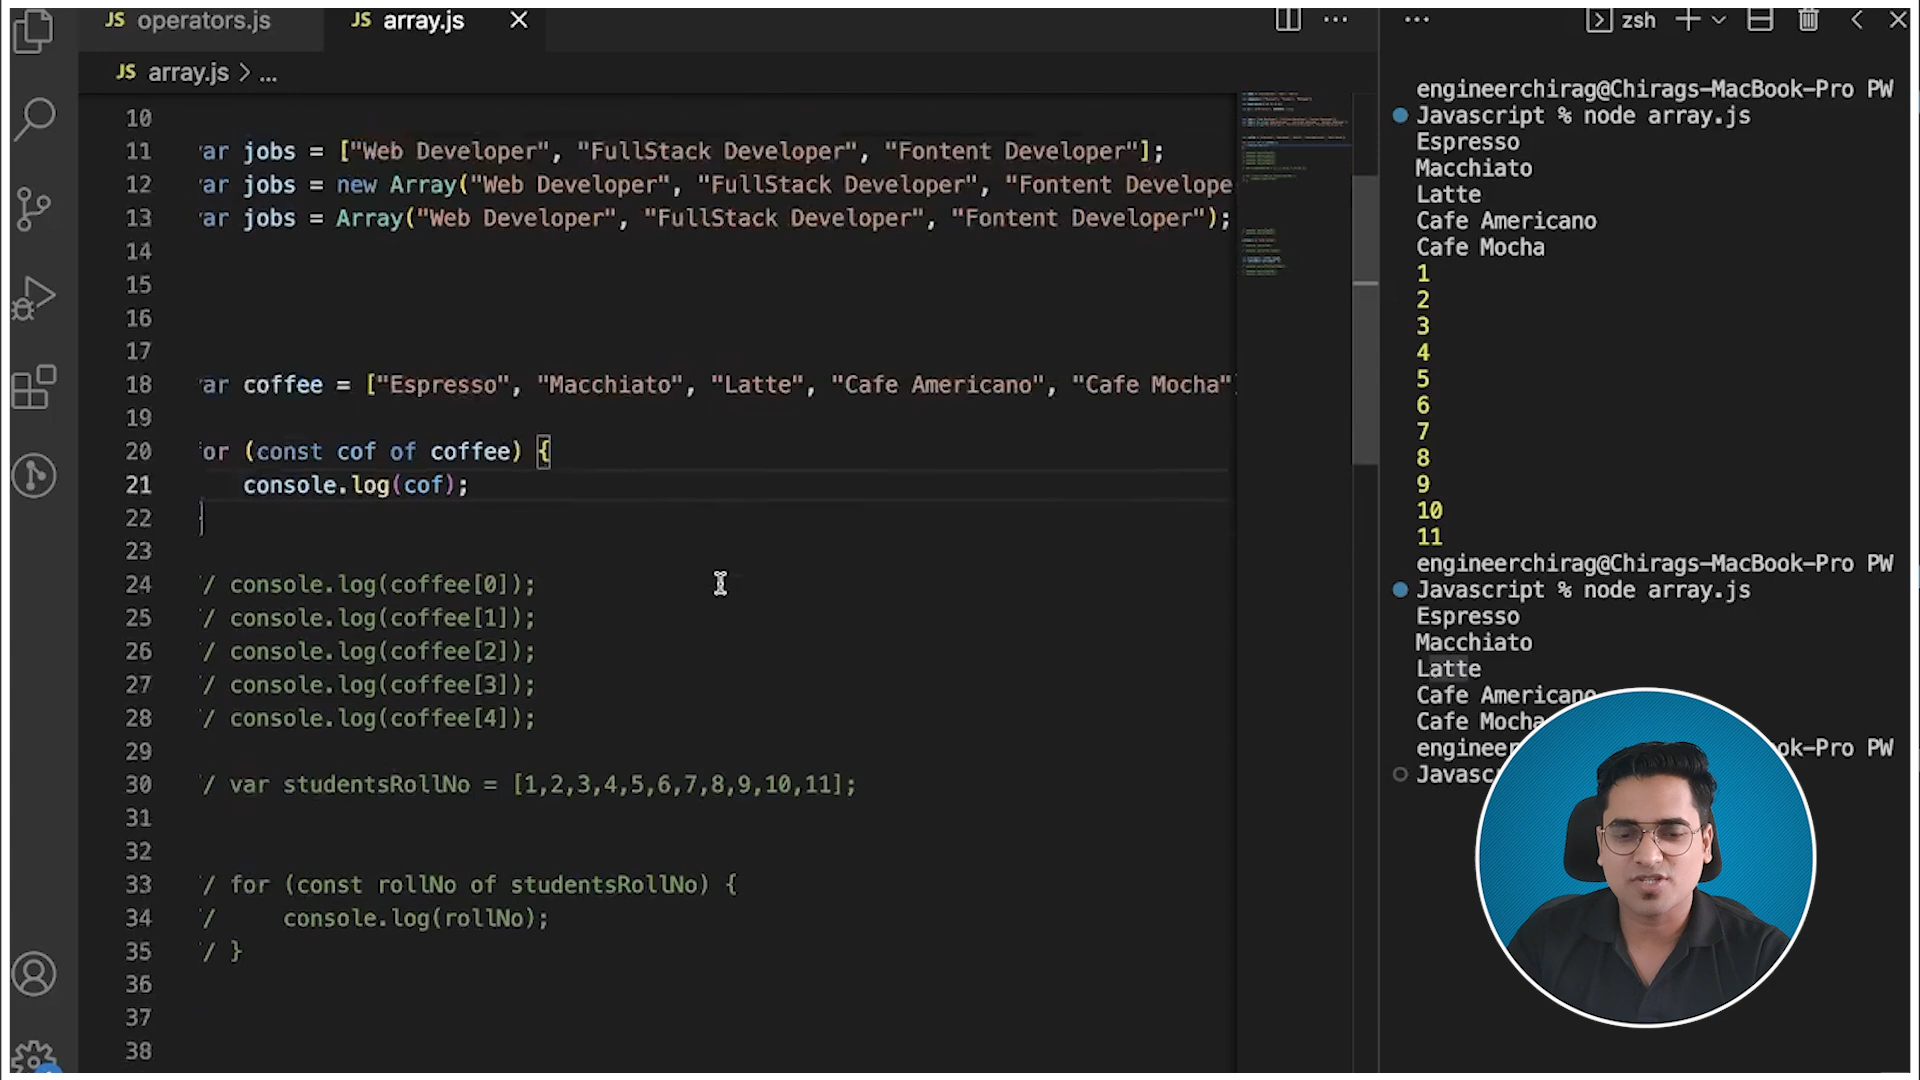 JS operators.js
JS array.js
JS array.js > ...
10
11 ar jobs = ["Web Developer", "FullStack Developer", "Fontent Developer"];
12 ar jobs = new Array("Web Developer", "FullStack Developer", "Fontent Develope
13 ar jobs = Array("Web Developer", "FullStack Developer", "Fontent Developer");
14
15
16
17
18 ar coffee = ["Espresso", "Macchiato", "Latte", "Cafe Americano", "Cafe Mocha"
19
20 or (const cof of coffee) {
21 console.log(cof);
22
23
24 / console.log(coffee[0]);
25 / console.log(coffee[1]);
26 / console.log(coffee[2]);
27 / console.log(coffee[3]);
28 / console.log(coffee[4]);
29
30 / var studentsRollNo = [1,2,3,4,5,6,7,8,9,10,11];
31
32
33 / for (const rollNo of studentsRollNo) {
34 / console.log(rollNo);
35 / }
36
37
38
zsh
engineerchirag@Chirags-MacBook-Pro PW
Javascript % node array.js
Espresso
Macchiato
Latte
Cafe Americano
Cafe Mocha
1
2
3
4
5
6
7
8
9
10
11
engineerchirag@Chirags-MacBook-Pro PW
Javascript % node array.js
Espresso
Macchiato
Latte
Cafe Americano
Cafe Mocha
engineer ok-Pro PW
Javasc